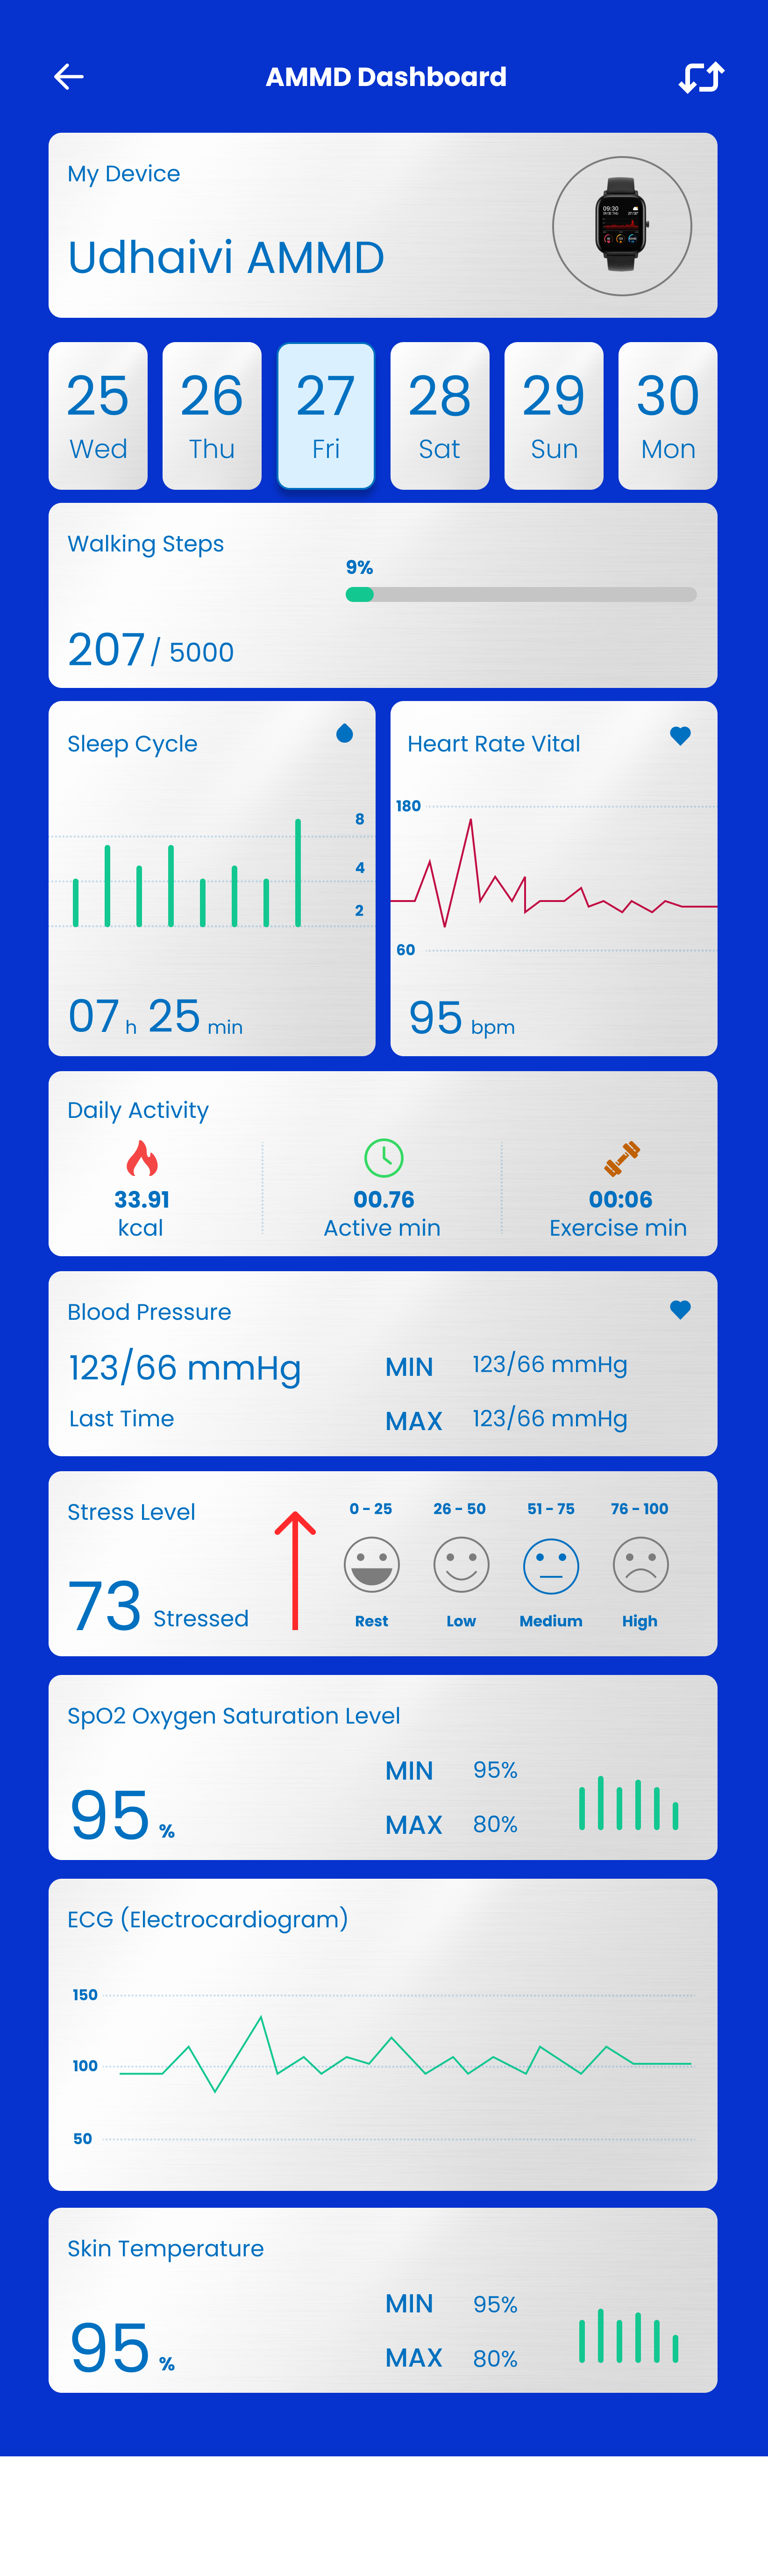 AMMD Dashboard
My Device
Udhaivi AMMD
09:30
25 26 27 28 29 30
Wed Thu Fri Sat Sun Mon
Walking Steps
9%
207 / 5000
Sleep Cycle
8
4
2
07 h 25 min
Heart Rate Vital
180
60
95 bpm
Daily Activity
33.91 00.76 00:06
kcal Active min Exercise min
Blood Pressure
123/66 mmHg MIN 123/66 mmHg
Last Time MAX 123/66 mmHg
Stress Level
0 - 25 26 - 50 51 - 75 76 - 100
73 Stressed
Rest Low Medium High
SpO2 Oxygen Saturation Level
MIN 95%
95 % MAX 80%
ECG (Electrocardiogram)
150
100
50
Skin Temperature
MIN 95%
95 % MAX 80%